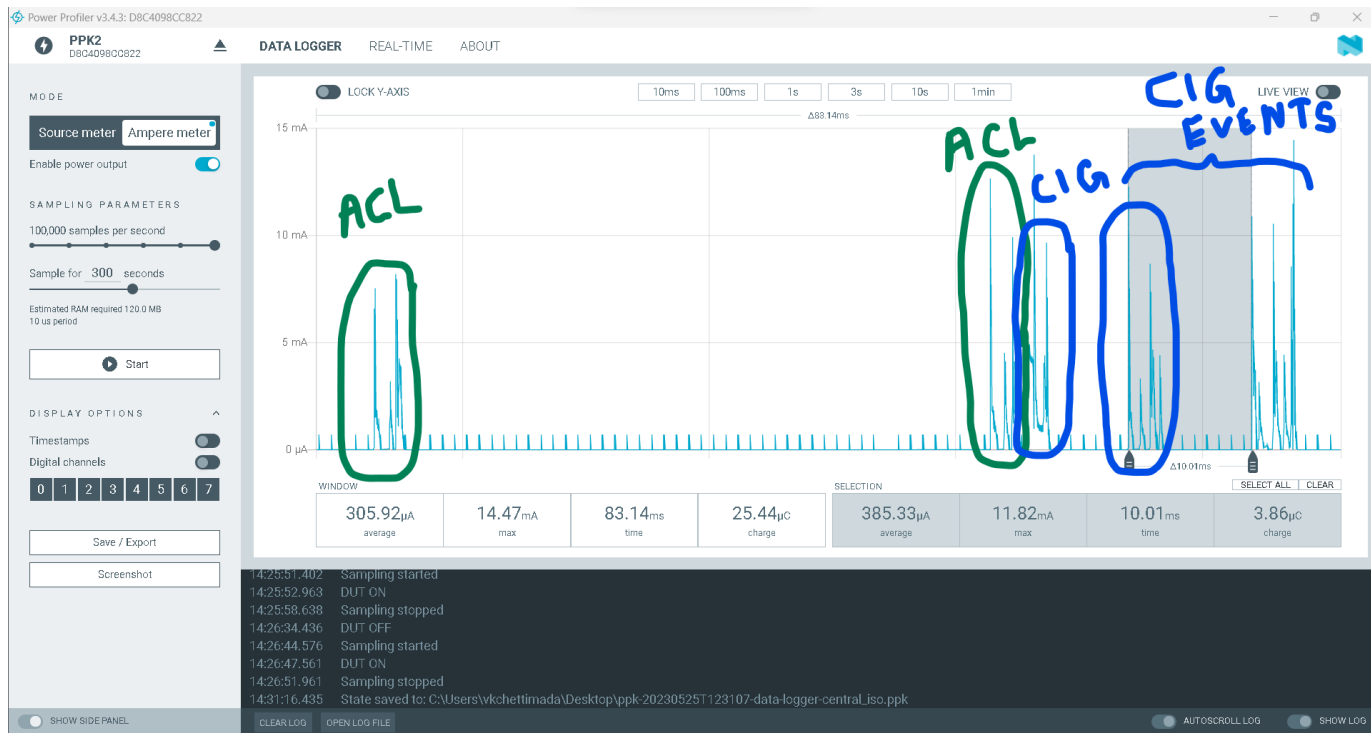 Power Profiler v3.4.3: D8C4098CC822
PPK2
D8C4098CC822
DATA LOGGER REAL-TIME ABOUT
MODE
Source meter Ampere meter
Enable power output
SAMPLING PARAMETERS
100,000 samples per second
Sample for 300 seconds
Estimated RAM required 120.0 MB
10 us period
Start
DISPLAY OPTIONS
Timestamps
Digital channels
0 1 2 3 4 5 6 7
Save / Export
Screenshot
SHOW SIDE PANEL
LOCK Y-AXIS 10ms 100ms 1s 3s 10s 1min LIVE VIEW
Δ83.14ms
15 mA
10 mA
5 mA
0 µA
ACL
ACL
CIG
CIG
EVENTS
Δ10.01ms
WINDOW
305.92µA 14.47mA 83.14ms 25.44µC
average max time charge
SELECTION SELECT ALL CLEAR
385.33µA 11.82mA 10.01ms 3.86µC
average max time charge
14:25:51.402 Sampling started
14:25:52.963 DUT ON
14:25:58.638 Sampling stopped
14:26:34.436 DUT OFF
14:26:44.576 Sampling started
14:26:47.561 DUT ON
14:26:51.961 Sampling stopped
14:31:16.435 State saved to: C:\Users\vkchettimada\Desktop\ppk-20230525T123107-data-logger-central_iso.ppk
CLEAR LOG OPEN LOG FILE AUTOSCROLL LOG SHOW LOG